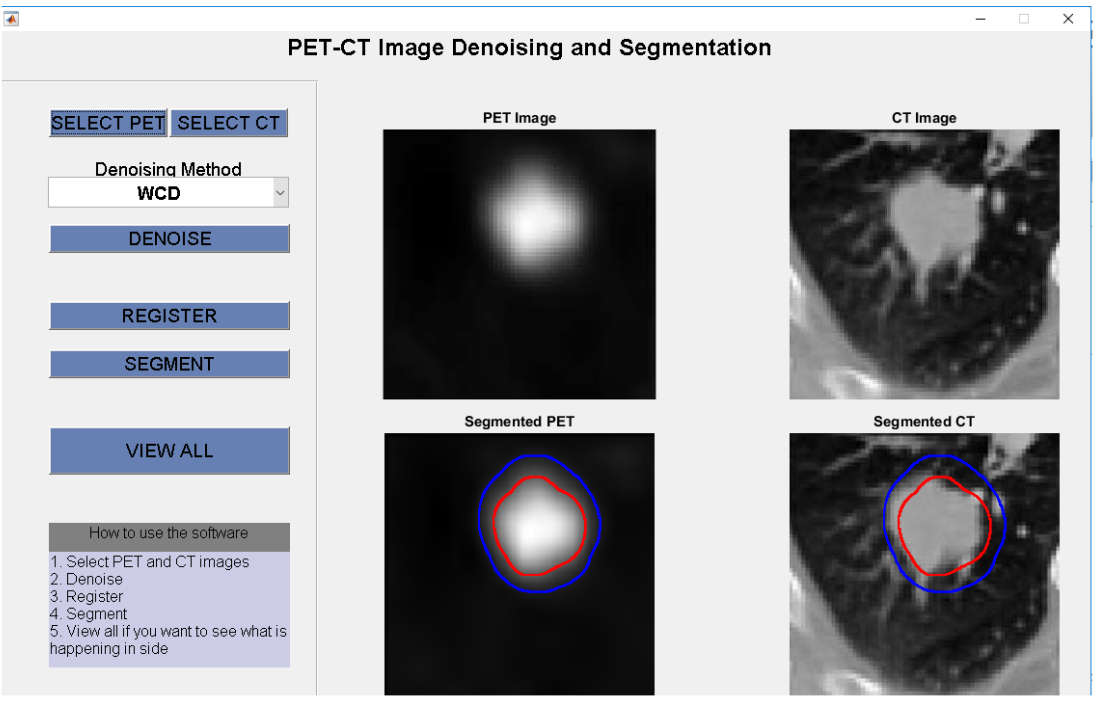 PET-CT Image Denoising and Segmentation
SELECT PET
SELECT CT
Denoising Method
WCD
DENOISE
REGISTER
SEGMENT
VIEW ALL
How to use the software
1. Select PET and CT images
2. Denoise
3. Register
4. Segment
5. View all if you want to see what is
happening in side
PET Image
CT Image
Segmented PET
Segmented CT